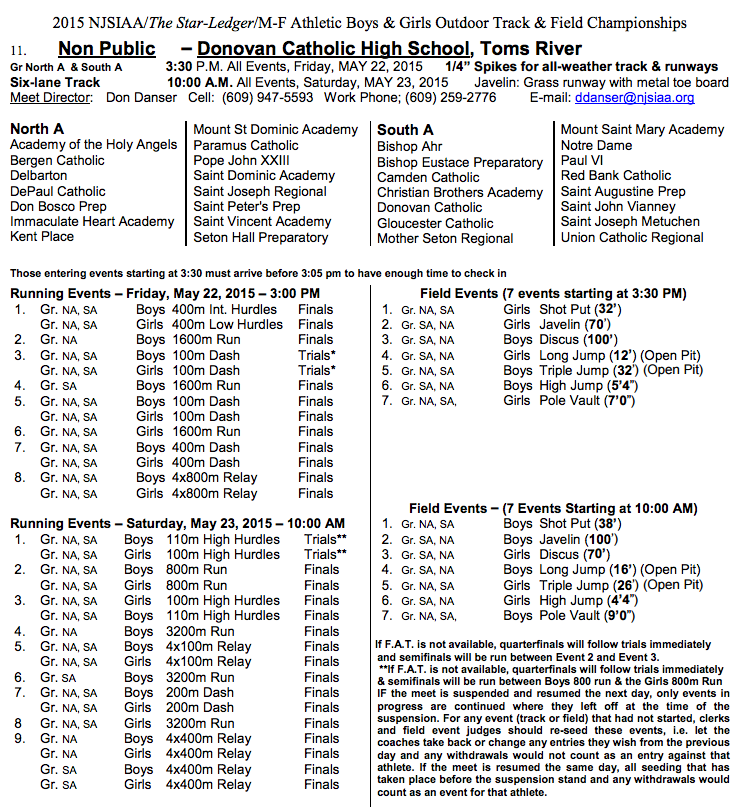 2015 NJSIAA/The Star-Ledger/M-F Athletic Boys & Girls Outdoor Track & Field Championships
11. Non Public – Donovan Catholic High School, Toms River
Gr North A & South A 3:30 P.M. All Events, Friday, MAY 22, 2015 1/4” Spikes for all-weather track & runways
Six-lane Track 10:00 A.M. All Events, Saturday, MAY 23, 2015 Javelin: Grass runway with metal toe board
Meet Director: Don Danser Cell: (609) 947-5593 Work Phone; (609) 259-2776 E-mail: ddanser@njsiaa.org
North A
Academy of the Holy Angels
Bergen Catholic
Delbarton
DePaul Catholic
Don Bosco Prep
Immaculate Heart Academy
Kent Place
Mount St Dominic Academy
Paramus Catholic
Pope John XXIII
Saint Dominic Academy
Saint Joseph Regional
Saint Peter's Prep
Saint Vincent Academy
Seton Hall Preparatory
South A
Bishop Ahr
Bishop Eustace Preparatory
Camden Catholic
Christian Brothers Academy
Donovan Catholic
Gloucester Catholic
Mother Seton Regional
Mount Saint Mary Academy
Notre Dame
Paul VI
Red Bank Catholic
Saint Augustine Prep
Saint John Vianney
Saint Joseph Metuchen
Union Catholic Regional
Those entering events starting at 3:30 must arrive before 3:05 pm to have enough time to check in
Running Events – Friday, May 22, 2015 – 3:00 PM
1. Gr. NA, SA Boys 400m Int. Hurdles Finals
Gr. NA, SA Girls 400m Low Hurdles Finals
2. Gr. NA Boys 1600m Run Finals
3. Gr. NA, SA Boys 100m Dash Trials*
Gr. NA, SA Girls 100m Dash Trials*
4. Gr. SA Boys 1600m Run Finals
5. Gr. NA, SA Boys 100m Dash Finals
Gr. NA, SA Girls 100m Dash Finals
6. Gr. NA, SA Girls 1600m Run Finals
7. Gr. NA, SA Boys 400m Dash Finals
Gr. NA, SA Girls 400m Dash Finals
8. Gr. NA, SA Boys 4x800m Relay Finals
Gr. NA, SA Girls 4x800m Relay Finals
Running Events – Saturday, May 23, 2015 – 10:00 AM
1. Gr. NA, SA Boys 110m High Hurdles Trials**
Gr. NA, SA Girls 100m High Hurdles Trials**
2. Gr. NA, SA Boys 800m Run Finals
Gr. NA, SA Girls 800m Run Finals
3. Gr. NA, SA Girls 100m High Hurdles Finals
Gr. NA, SA Boys 110m High Hurdles Finals
4. Gr. NA Boys 3200m Run Finals
5. Gr. NA, SA Boys 4x100m Relay Finals
Gr. NA, SA Girls 4x100m Relay Finals
6. Gr. SA Boys 3200m Run Finals
7. Gr. NA, SA Boys 200m Dash Finals
Gr. NA, SA Girls 200m Dash Finals
8 Gr. NA, SA Girls 3200m Run Finals
9. Gr. NA Boys 4x400m Relay Finals
Gr. NA Girls 4x400m Relay Finals
Gr. SA Boys 4x400m Relay Finals
Gr. SA Girls 4x400m Relay Finals
Field Events (7 events starting at 3:30 PM)
1. Gr. NA, SA Girls Shot Put (32’)
2. Gr. SA, NA Girls Javelin (70’)
3. Gr. SA, NA Boys Discus (100’)
4. Gr. SA, NA Girls Long Jump (12’) (Open Pit)
5. Gr. NA, SA Boys Triple Jump (32’) (Open Pit)
6. Gr. SA, NA Boys High Jump (5’4”)
7. Gr. NA, SA, Girls Pole Vault (7’0”)
Field Events – (7 Events Starting at 10:00 AM)
1. Gr. NA, SA Boys Shot Put (38’)
2. Gr. SA, NA Boys Javelin (100’)
3. Gr. SA, NA Girls Discus (70’)
4. Gr. SA, NA Boys Long Jump (16’) (Open Pit)
5. Gr. NA, SA Girls Triple Jump (26’) (Open Pit)
6. Gr. SA, NA Girls High Jump (4’4”)
7. Gr. NA, SA, Boys Pole Vault (9’0”)
If F.A.T. is not available, quarterfinals will follow trials immediately
and semifinals will be run between Event 2 and Event 3.
**If F.A.T. is not available, quarterfinals will follow trials immediately
& semifinals will be run between Boys 800 run & the Girls 800m Run
IF the meet is suspended and resumed the next day, only events in
progress are continued where they left off at the time of the
suspension. For any event (track or field) that had not started, clerks
and field event judges should re-seed these events, i.e. let the
coaches take back or change any entries they wish from the previous
day and any withdrawals would not count as an entry against that
athlete. If the meet is resumed the same day, all seeding that has
taken place before the suspension stand and any withdrawals would
count as an event for that athlete.